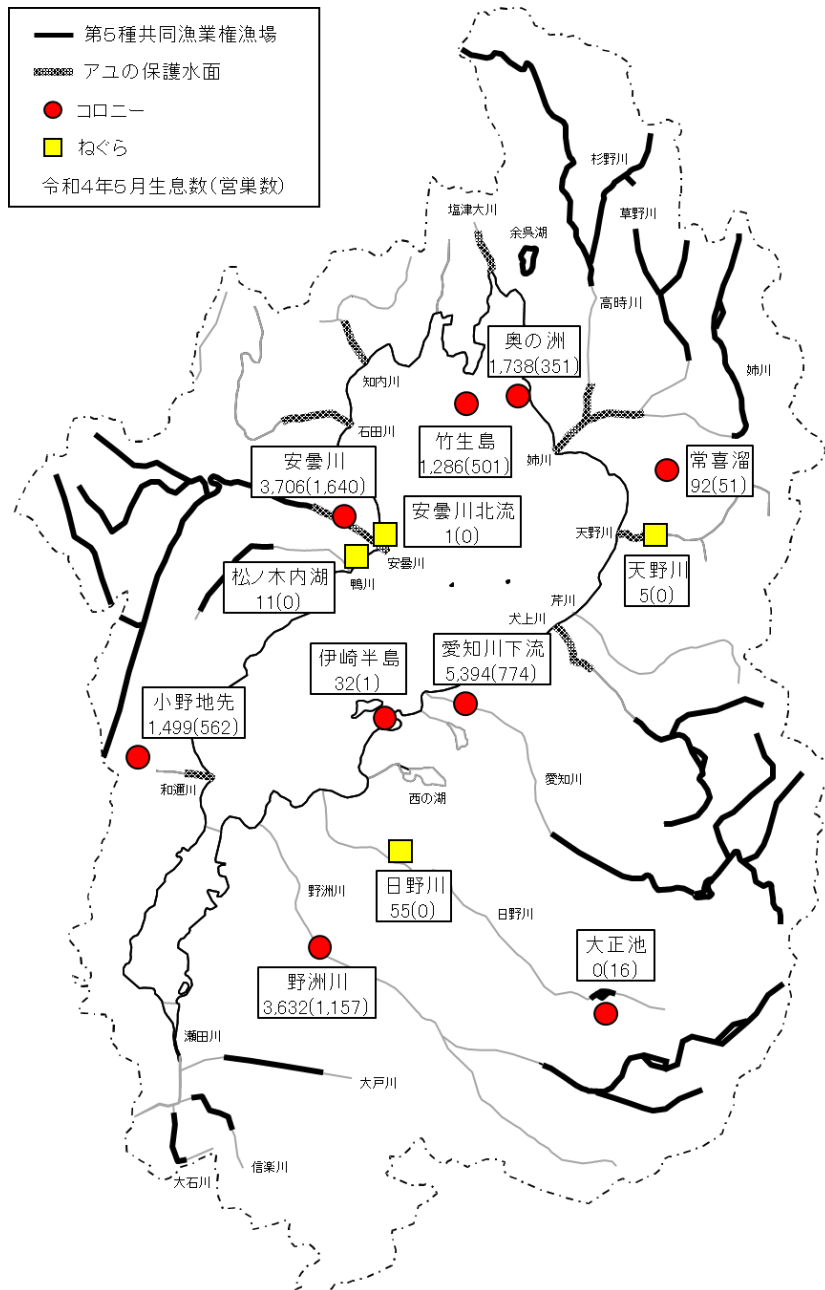 第5種共同漁業権漁場
アユの保護水面
コロニー
ねぐら
令和4年5月生息数(営巣数)
杉野川
塩津大川
草野川
余呉湖
高時川
奥の洲
1,738(351)
知内川
姉川
石田川
竹生島
1,286(501)
姉川
安曇川
3,706(1,640)
常喜溜
92(51)
安曇川北流
1(0)
天野川
安曇川
松ノ木内湖
11(0)
鴨川
天野川
5(0)
芹川
犬上川
伊崎半島
32(1)
愛知川下流
5,394(774)
小野地先
1,499(562)
愛知川
和邇川
西の湖
野洲川
日野川
55(0)
日野川
大正池
0(16)
野洲川
3,632(1,157)
瀬田川
大戸川
信楽川
大石川